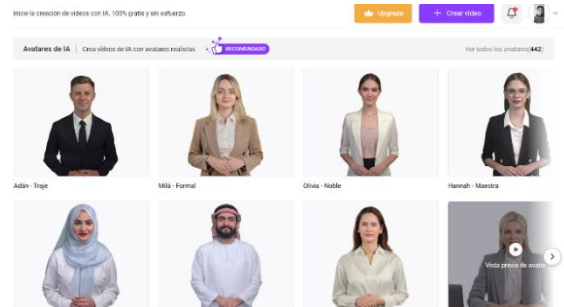 Inicie la creación de videos con IA, 100% gratis y sin esfuerzo.
Upgrade
+ Crear video
Avatares de IA | Crea vídeos de IA con avatares realistas
RECOMENDADO
Ver todos los avatares(442)
Adán - Traje
Milá - Formal
Olivia - Noble
Hannah - Maestra
Vista previa de avatar